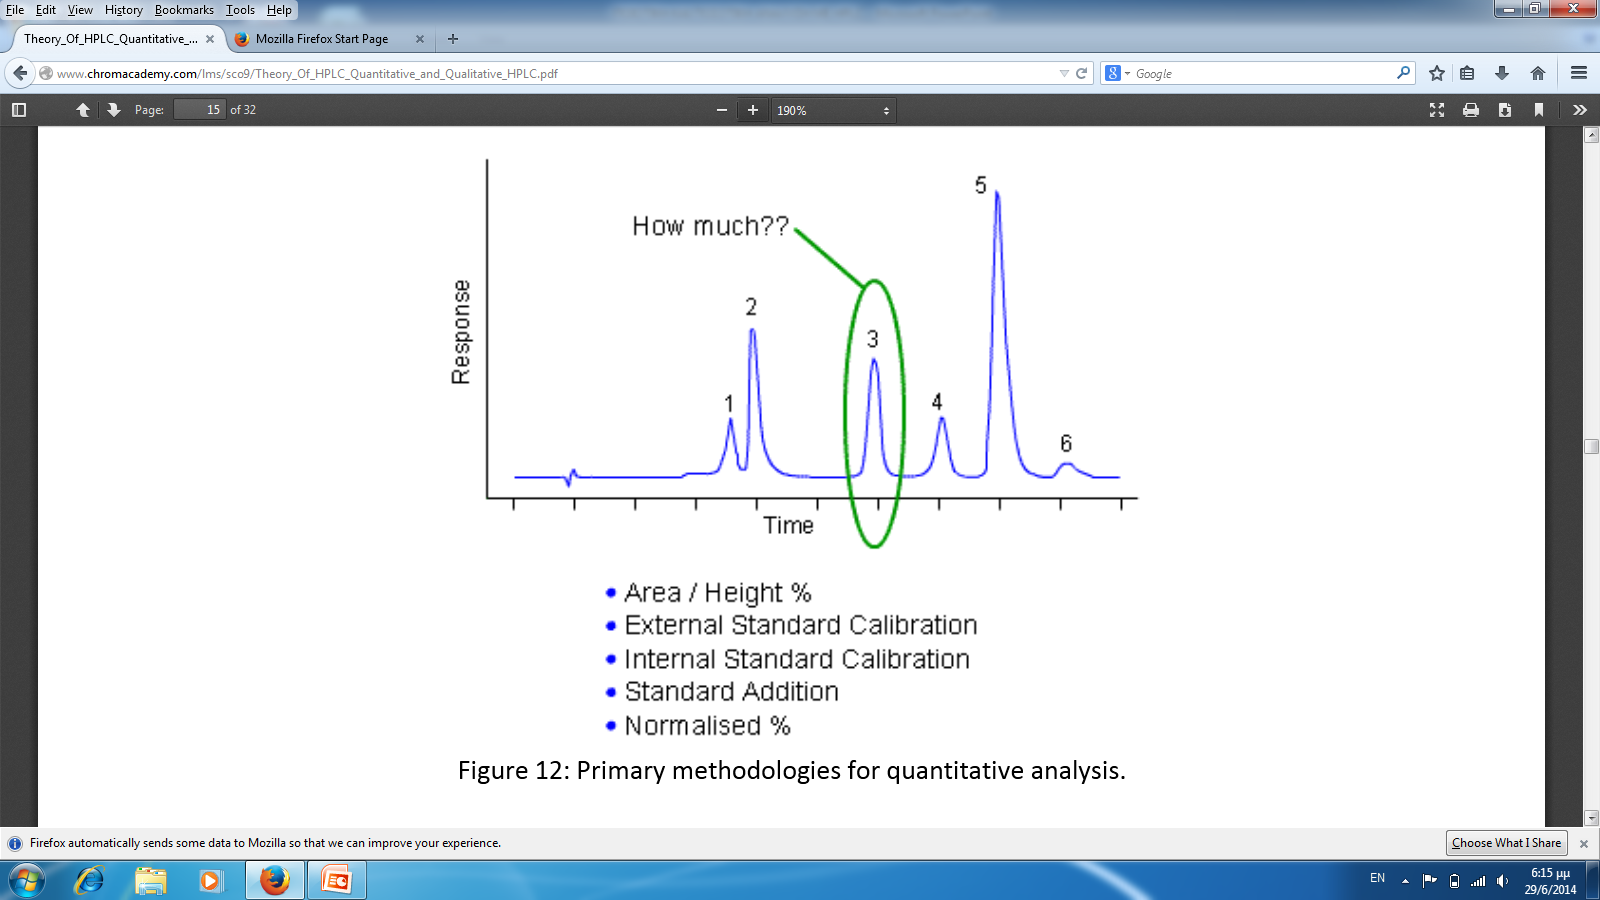 File Edit View History Bookmarks Tools Help
Theory_Of_HPLC_Quantitative_... Mozilla Firefox Start Page
www.chromacademy.com/lms/sco9/Theory_Of_HPLC_Quantitative_and_Qualitative_HPLC.pdf
Google
Page: 15 of 32
190%
5
How much??
2
3
1
4
6
Response
Time
Area / Height %
External Standard Calibration
Internal Standard Calibration
Standard Addition
Normalised %
Figure 12: Primary methodologies for quantitative analysis.
Firefox automatically sends some data to Mozilla so that we can improve your experience.
Choose What I Share
EN
6:15 μμ
29/6/2014